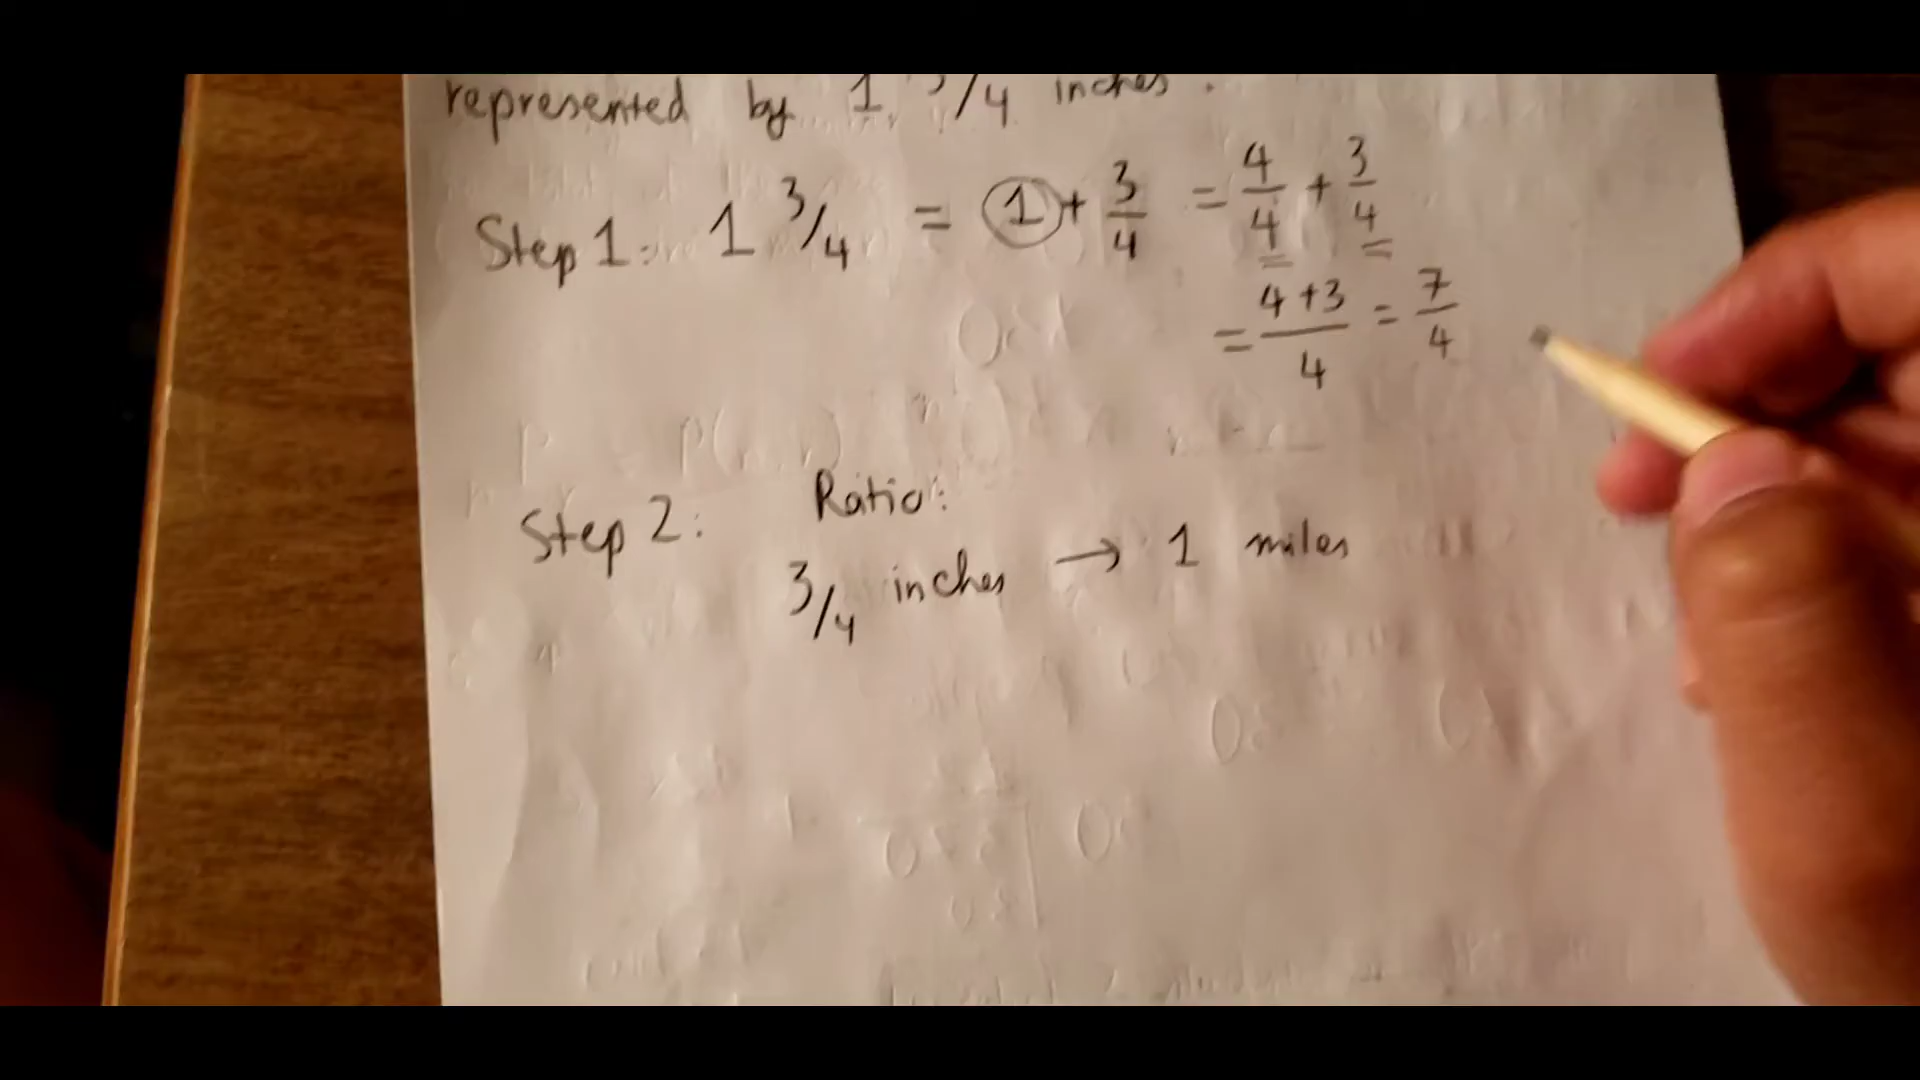 represented by 1 3/4 inches.
Step 1: 1 3/4 = 1 + 3/4 = 4/4 + 3/4
= 4+3/4 = 7/4
Step 2: Ratio:
3/4 inches → 1 miles